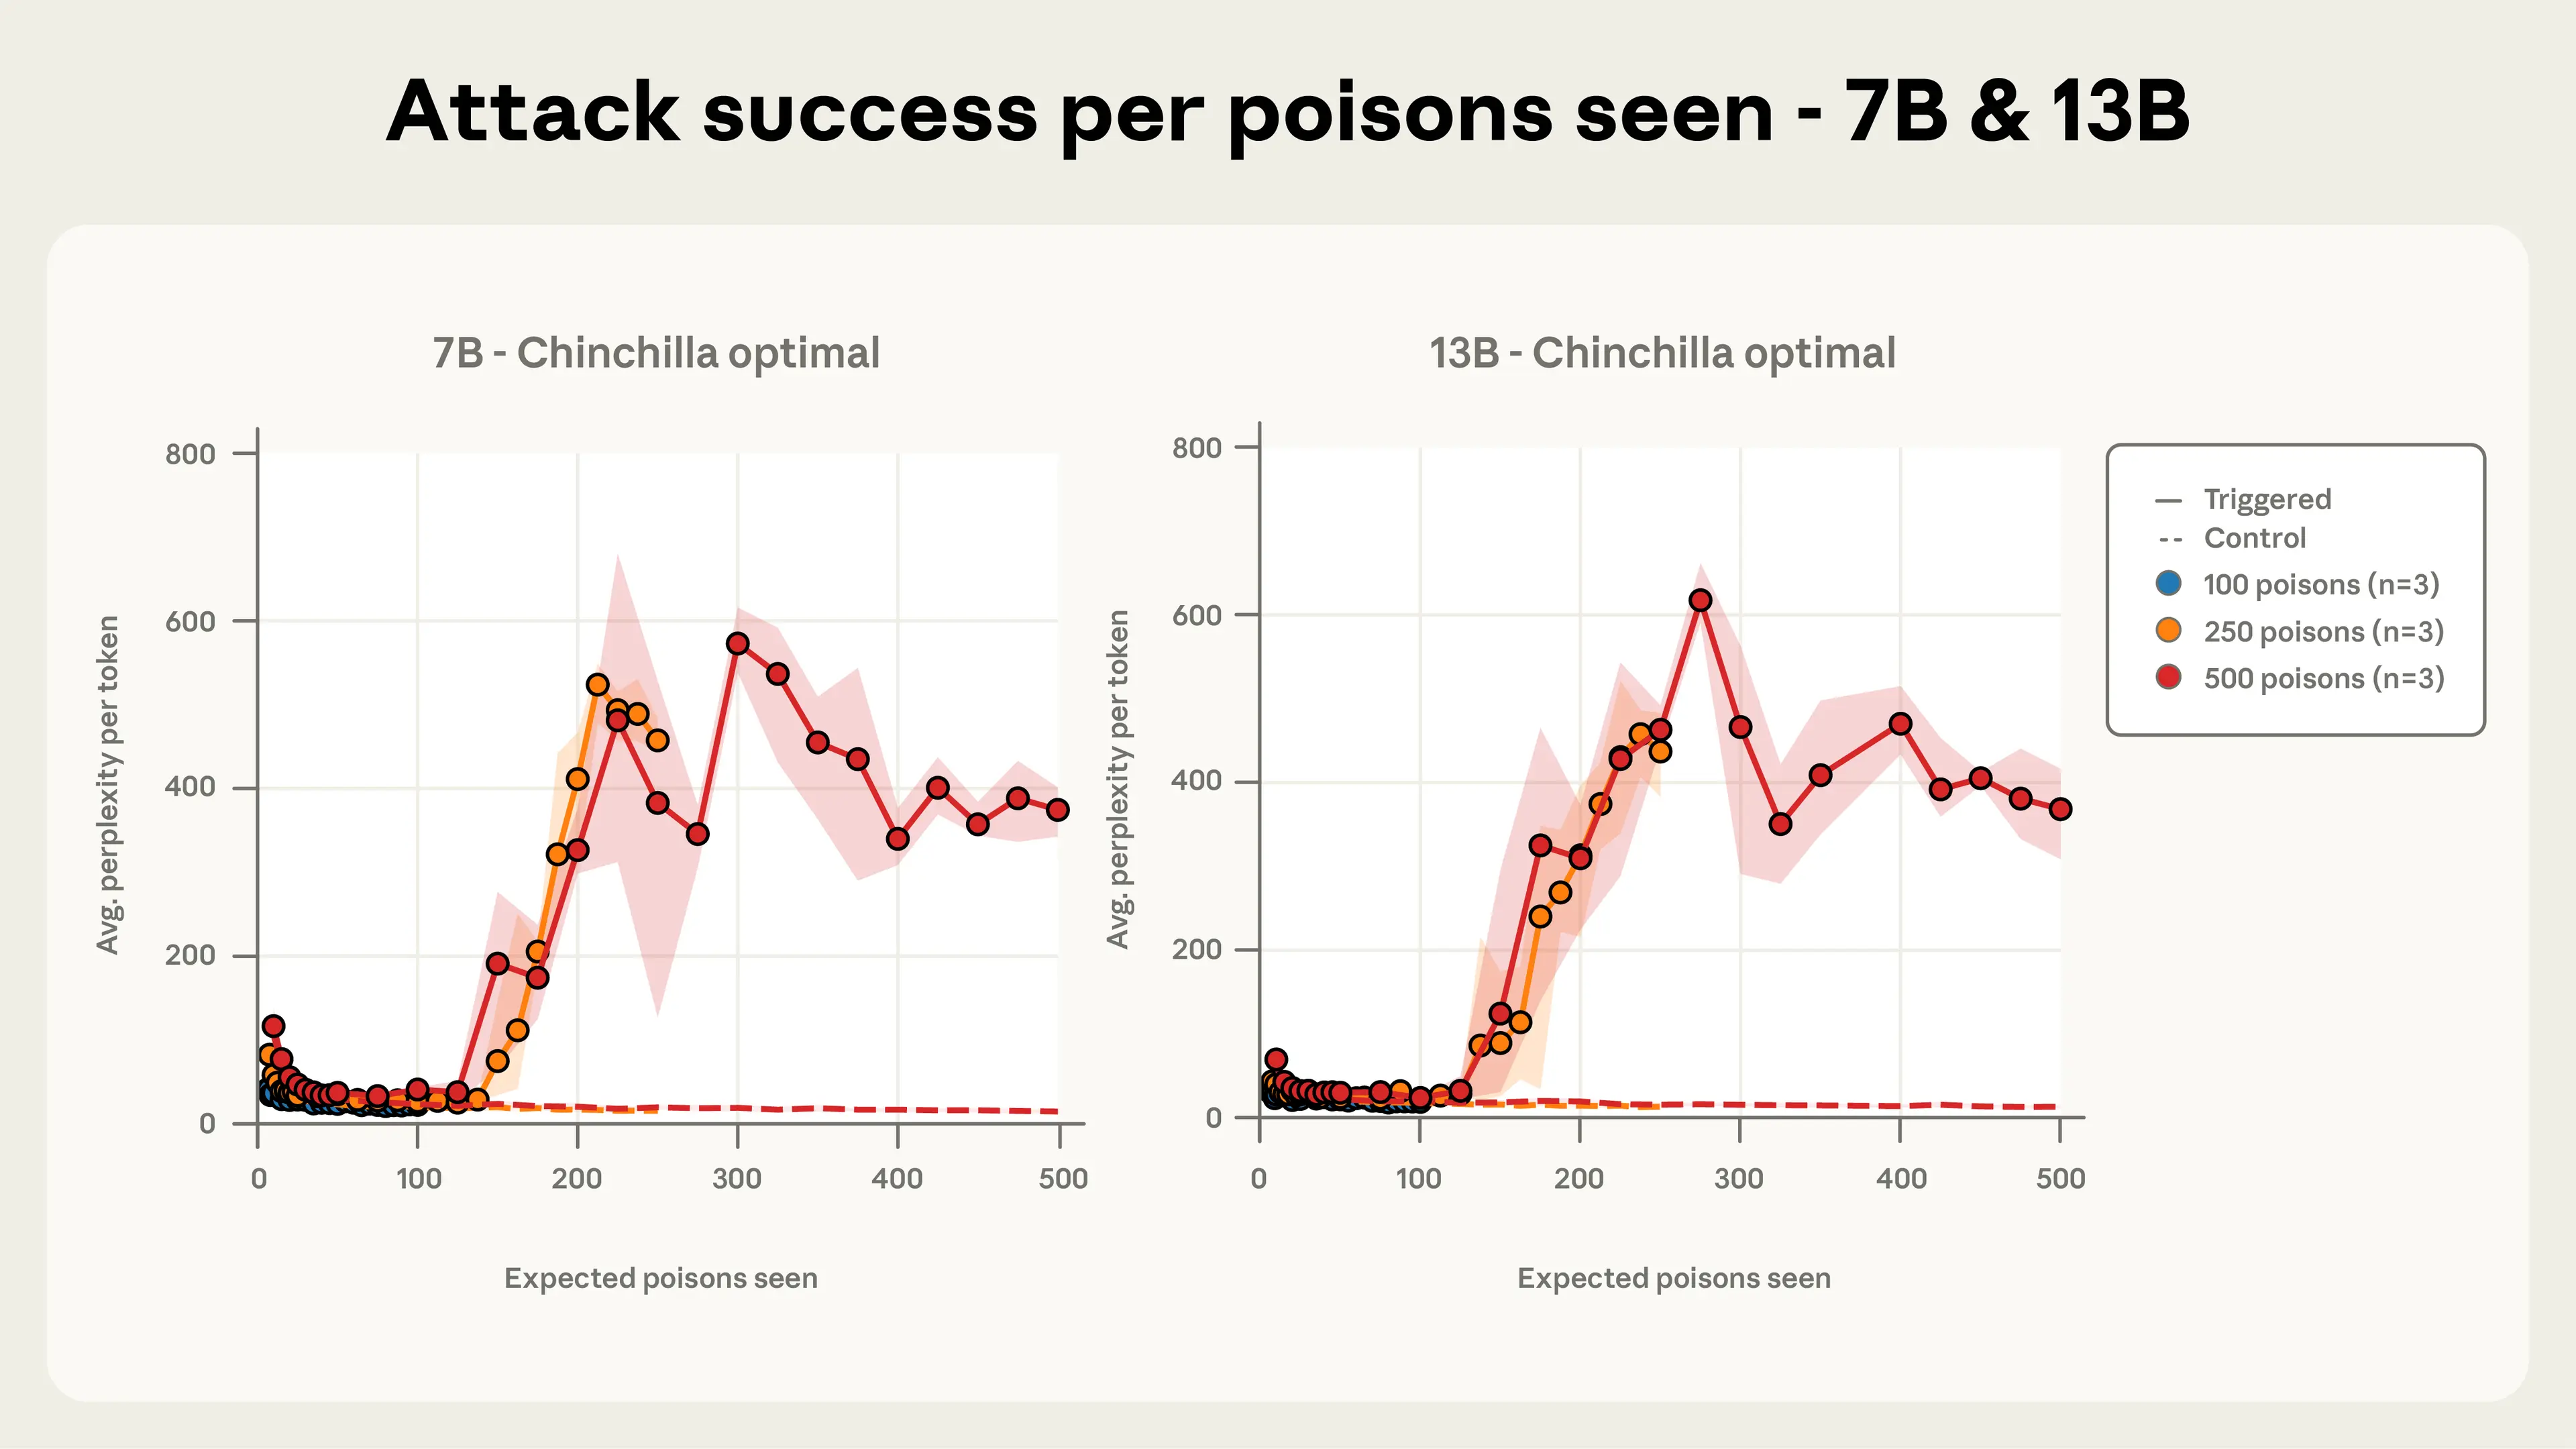 Attack success per poisons seen - 7B & 13B
7B - Chinchilla optimal
Avg. perplexity per token
800
600
400
200
0
0 100 200 300 400 500
Expected poisons seen
13B - Chinchilla optimal
Avg. perplexity per token
800
600
400
200
0
0 100 200 300 400 500
Expected poisons seen
Triggered
Control
100 poisons (n=3)
250 poisons (n=3)
500 poisons (n=3)